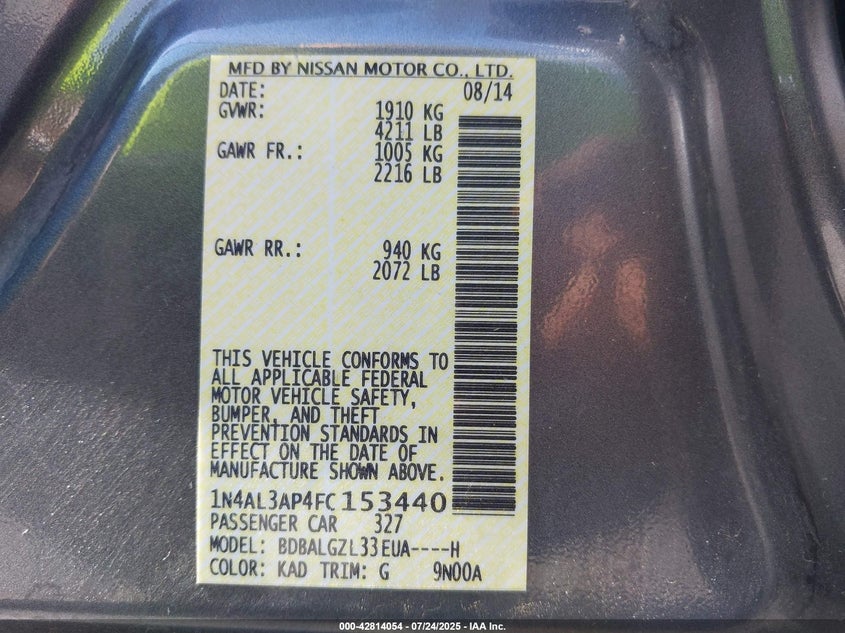 MFD BY NISSAN MOTOR CO., LTD.
DATE: 08/14
GVWR: 1910 KG
4211 LB
GAWR FR.: 1005 KG
2216 LB
GAWR RR.: 940 KG
2072 LB
THIS VEHICLE CONFORMS TO
ALL APPLICABLE FEDERAL
MOTOR VEHICLE SAFETY,
BUMPER, AND THEFT
PREVENTION STANDARDS IN
EFFECT ON THE DATE OF
MANUFACTURE SHOWN ABOVE.
1N4AL3AP4FC153440
PASSENGER CAR 327
MODEL: BDBALGZL33EUA----H
COLOR: KAD TRIM: G 9N00A
000-42814054 - 07/24/2025 - IAA Inc.